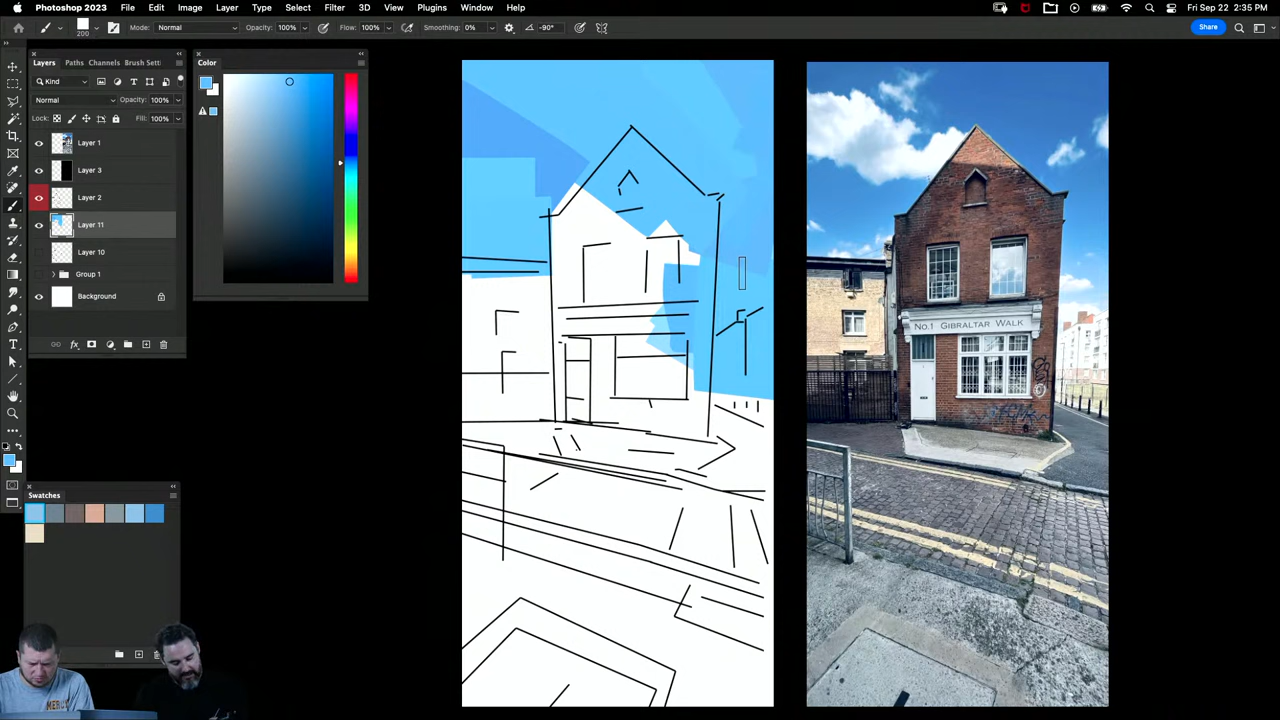 Photoshop 2023 File Edit Image Layer Type Select Filter 3D View Plugins Window Help Fri Sep 22 2:35 PM
200 Mode: Normal Opacity: 100% Flow: 100% Smoothing: 0% -90° Share
Layers Paths Channels Brush Setti
Color
Kind
Normal Opacity: 100%
Lock: Fill: 100%
Layer 1
Layer 3
Layer 2
Layer 11
Layer 10
Group 1
Background
fx
Swatches
No.1 GIBRALTAR WALK